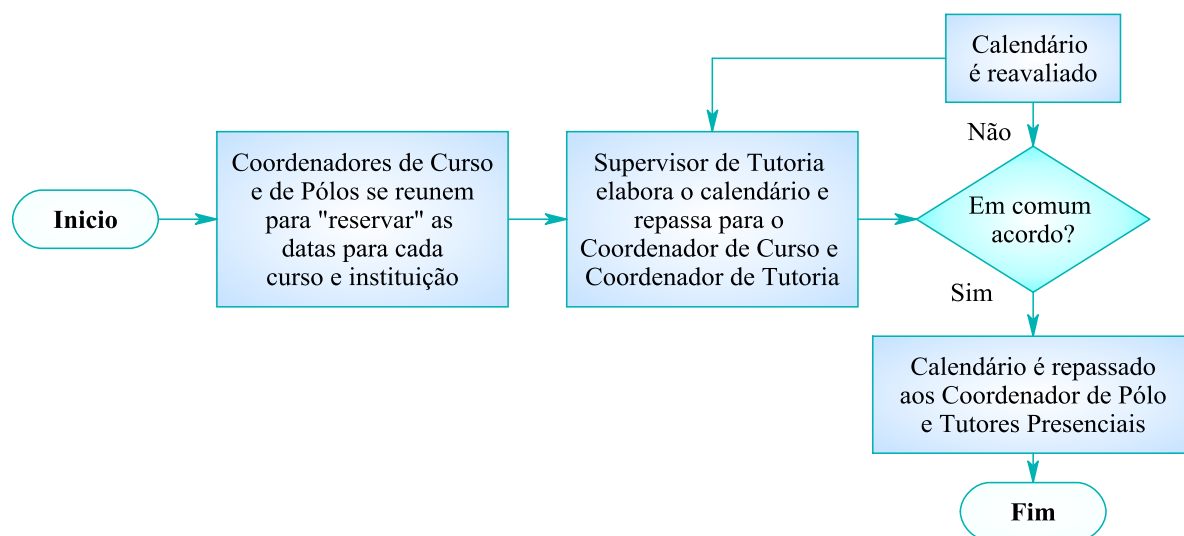 Inicio
Coordenadores de Curso
e de Pólos se reunem
para "reservar" as
datas para cada
curso e instituição
Supervisor de Tutoria
elabora o calendário e
repassa para o
Coordenador de Curso e
Coordenador de Tutoria
Em comum
acordo?
Não
Calendário
é reavaliado
Sim
Calendário é repassado
aos Coordenador de Pólo
e Tutores Presenciais
Fim